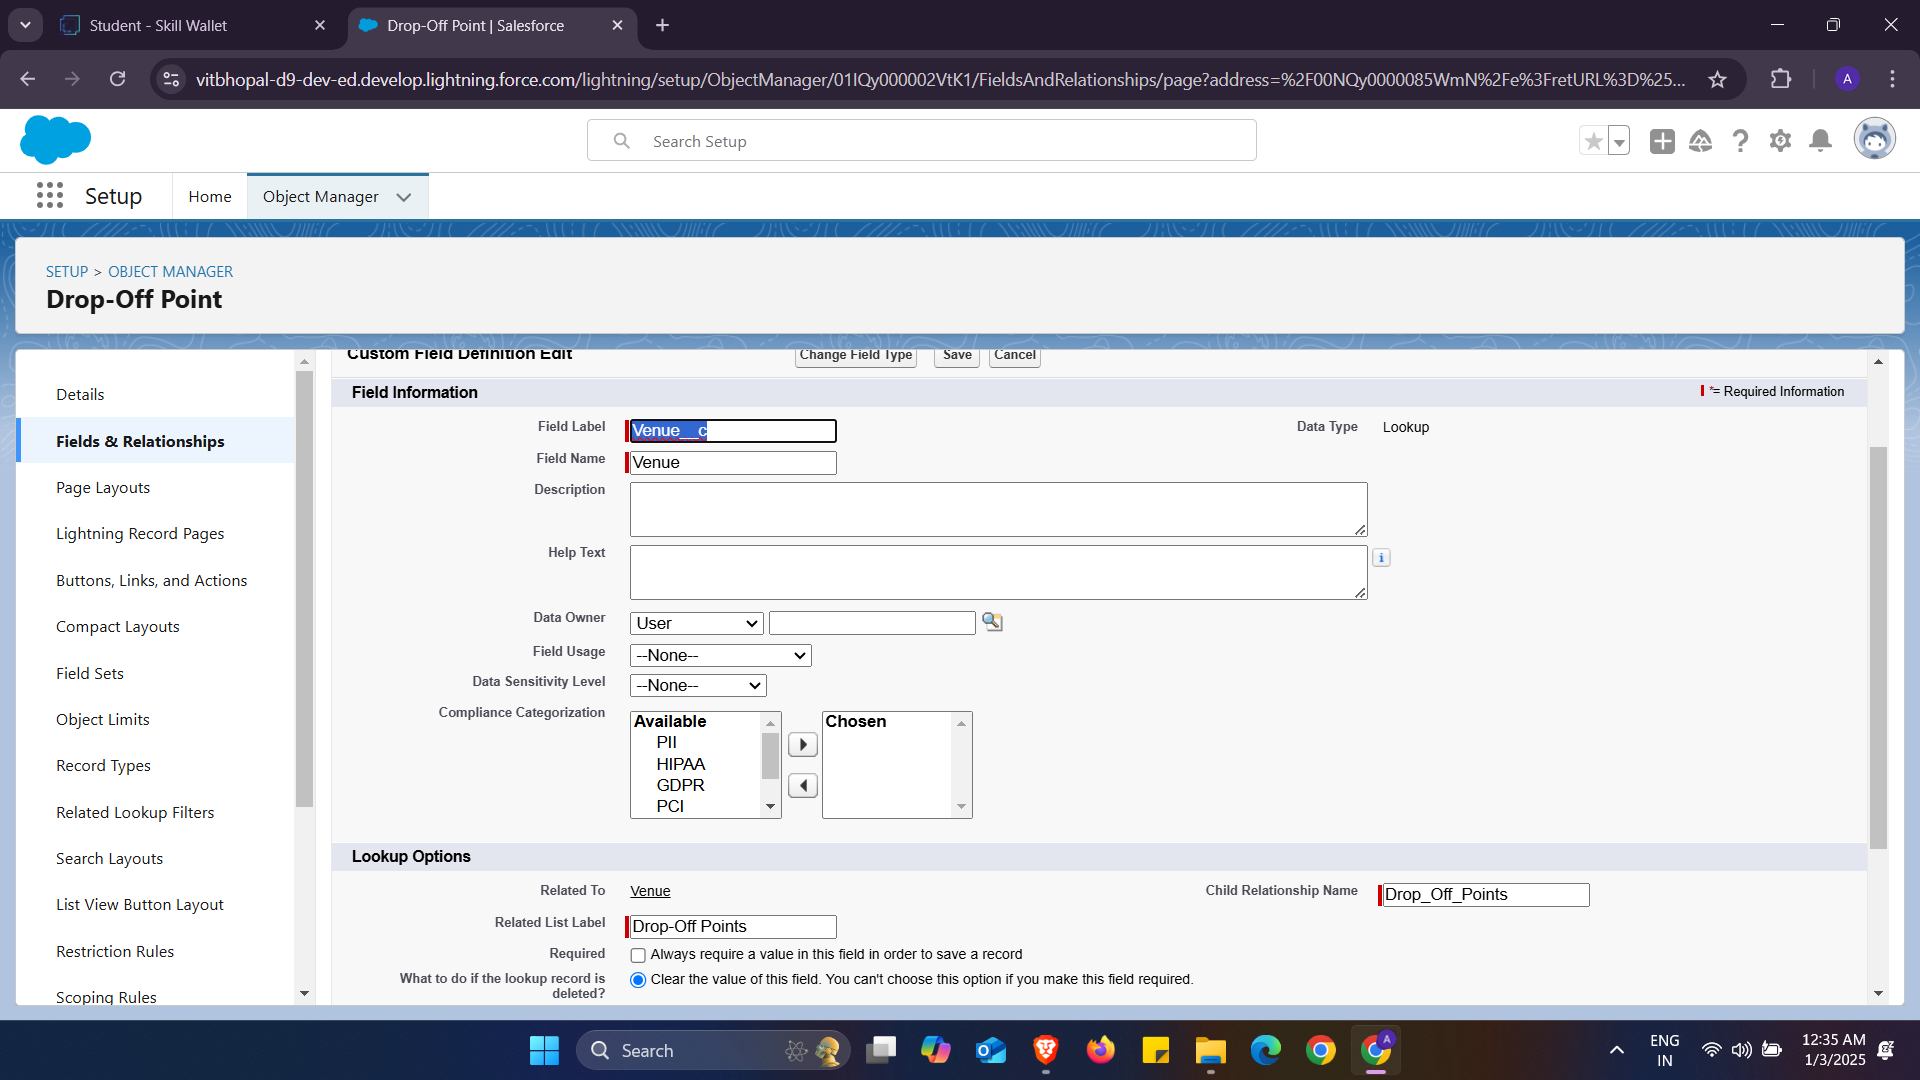 Student - Skill Wallet
Drop-Off Point | Salesforce
vitbhopal-d9-dev-ed.develop.lightning.force.com/lightning/setup/ObjectManager/01IQy000002VtK1/FieldsAndRelationships/page?address=%2F00NQy0000085WmN%2Fe%3FretURL%3D%25...
A
Search Setup
Setup
Home
Object Manager
SETUP > OBJECT MANAGER
Drop-Off Point
Details
Fields & Relationships
Page Layouts
Lightning Record Pages
Buttons, Links, and Actions
Compact Layouts
Field Sets
Object Limits
Record Types
Related Lookup Filters
Search Layouts
List View Button Layout
Restriction Rules
Scoping Rules
Custom Field Definition Edit
Change Field Type
Save
Cancel
Field Information
*= Required Information
Field Label
Venue__c
Data Type
Lookup
Field Name
Venue
Description
Help Text
i
Data Owner
User
Field Usage
--None--
Data Sensitivity Level
--None--
Compliance Categorization
Available
PII
HIPAA
GDPR
PCI
Chosen
Lookup Options
Related To
Venue
Child Relationship Name
Drop_Off_Points
Related List Label
Drop-Off Points
Required
Always require a value in this field in order to save a record
What to do if the lookup record is
deleted?
Clear the value of this field. You can't choose this option if you make this field required.
Search
A
ENG
IN
12:35 AM
1/3/2025